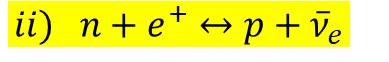 ii) n + e⁺ ↔ p + ν̄ₑ